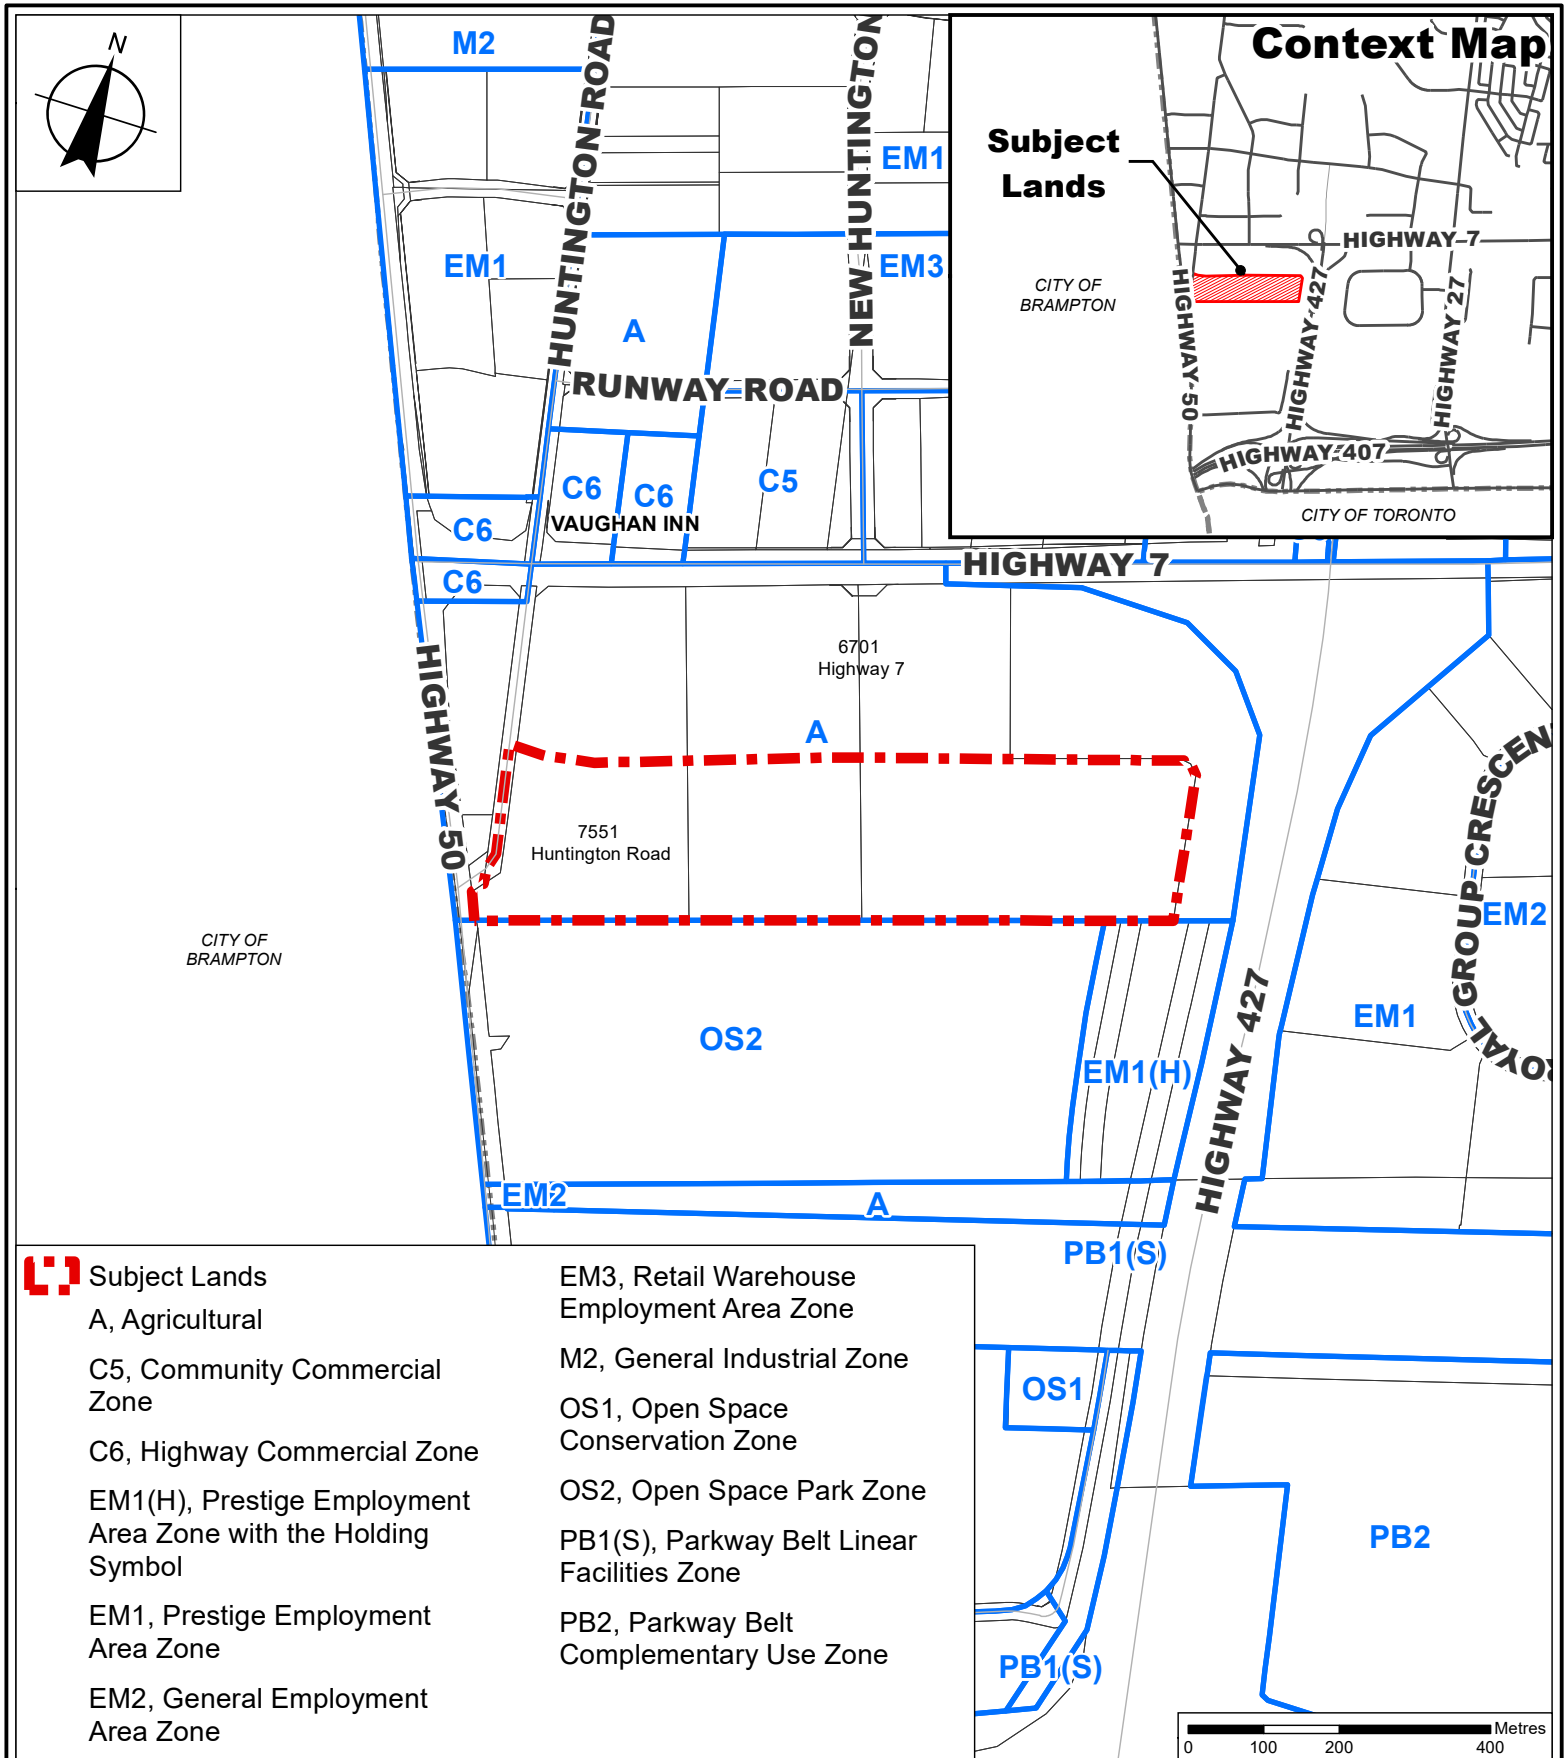 N
M2
HUNTINGTON ROAD
NEW HUNTINGTON
EM1
EM1
EM3
A
RUNWAY ROAD
C6
C6
C5
VAUGHAN INN
C6
C6
HIGHWAY 7
Context Map
Subject
Lands
HIGHWAY 7
CITY OF
BRAMPTON
HIGHWAY 50
HIGHWAY 427
HIGHWAY 27
HIGHWAY 407
CITY OF TORONTO
6701
Highway 7
A
HIGHWAY 50
7551
Huntington Road
CITY OF
BRAMPTON
ROYAL GROUP CRESCEN
EM2
OS2
EM1(H)
HIGHWAY 427
EM1
EM2
A
PB1(S)
OS1
PB2
PB1(S)
Subject Lands
A, Agricultural
C5, Community Commercial
Zone
C6, Highway Commercial Zone
EM1(H), Prestige Employment
Area Zone with the Holding
Symbol
EM1, Prestige Employment
Area Zone
EM2, General Employment
Area Zone
EM3, Retail Warehouse
Employment Area Zone
M2, General Industrial Zone
OS1, Open Space
Conservation Zone
OS2, Open Space Park Zone
PB1(S), Parkway Belt Linear
Facilities Zone
PB2, Parkway Belt
Complementary Use Zone
Metres
0 100 200 400